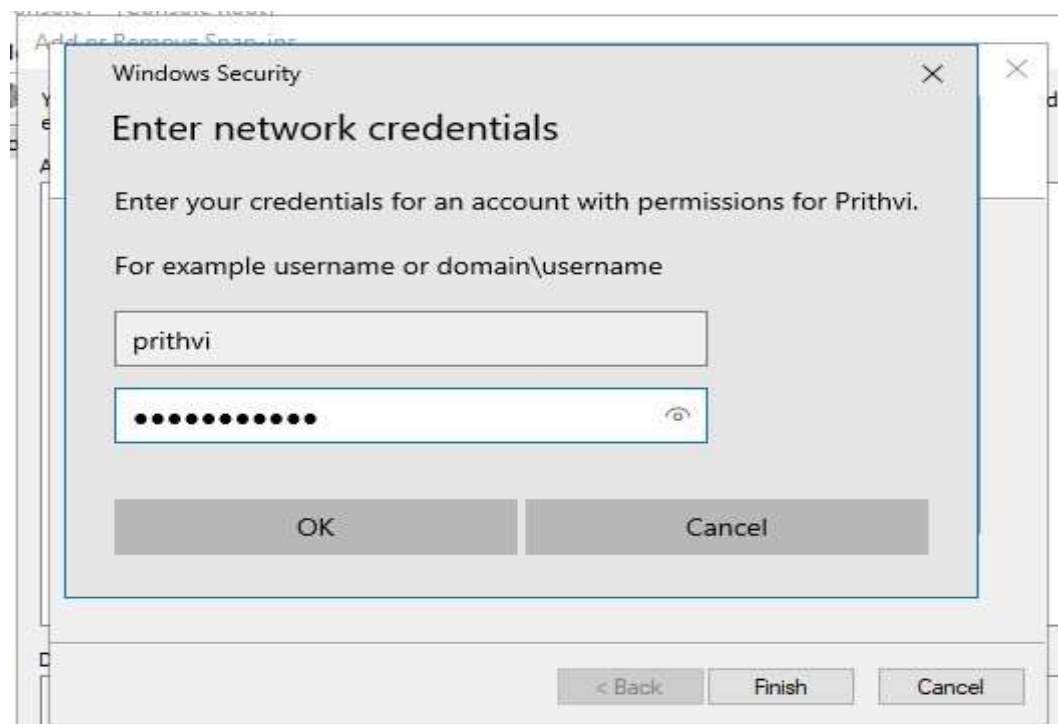 Add or Remove Snap-ins
Windows Security
Enter network credentials
Enter your credentials for an account with permissions for Prithvi.
For example username or domain\username
prithvi
•••••••••••
OK
Cancel
< Back
Finish
Cancel